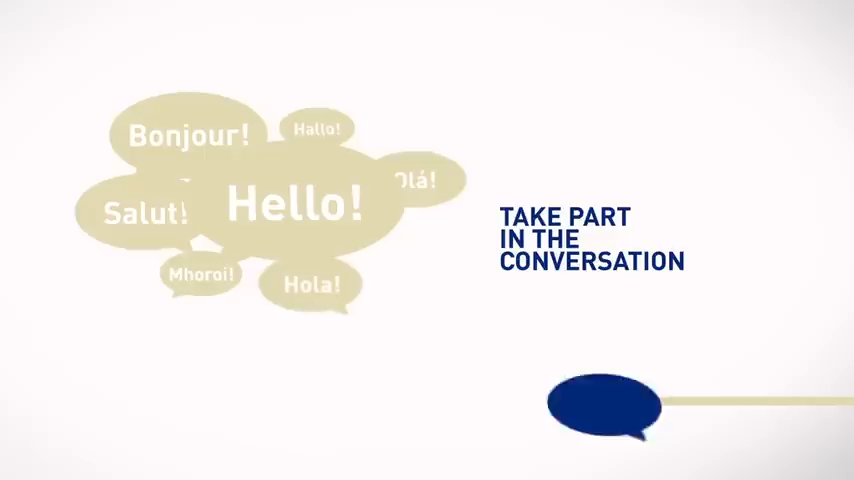 Bonjour!
Hallo!
Olá!
Salut!
Hello!
Mhoroi!
Hola!
TAKE PART
IN THE
CONVERSATION